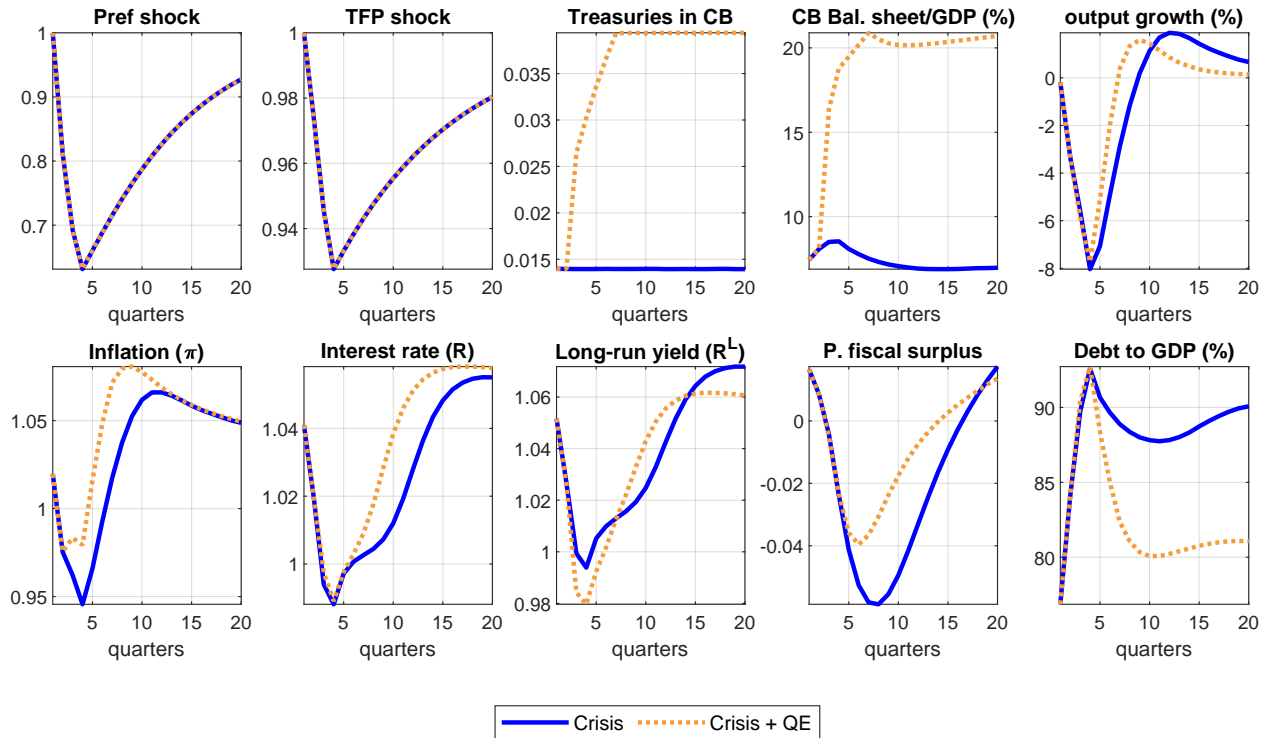 Pref shock
1
0.9
0.8
0.7
5 10 15 20
quarters
TFP shock
1
0.98
0.96
0.94
5 10 15 20
quarters
Treasuries in CB
0.035
0.03
0.025
0.02
0.014
5 10 15 20
quarters
CB Bal. sheet/GDP (%)
20
15
10
5 10 15 20
quarters
output growth (%)
0
-2
-4
-6
-8
5 10 15 20
quarters
Inflation (π)
1.05
1
0.95
5 10 15 20
quarters
Interest rate (R)
1.04
1.02
1
5 10 15 20
quarters
Long-run yield (R^L)
1.06
1.04
1.02
1
0.98
5 10 15 20
quarters
P. fiscal surplus
0
-0.02
-0.04
5 10 15 20
quarters
Debt to GDP (%)
90
85
80
5 10 15 20
quarters
Crisis
Crisis + QE